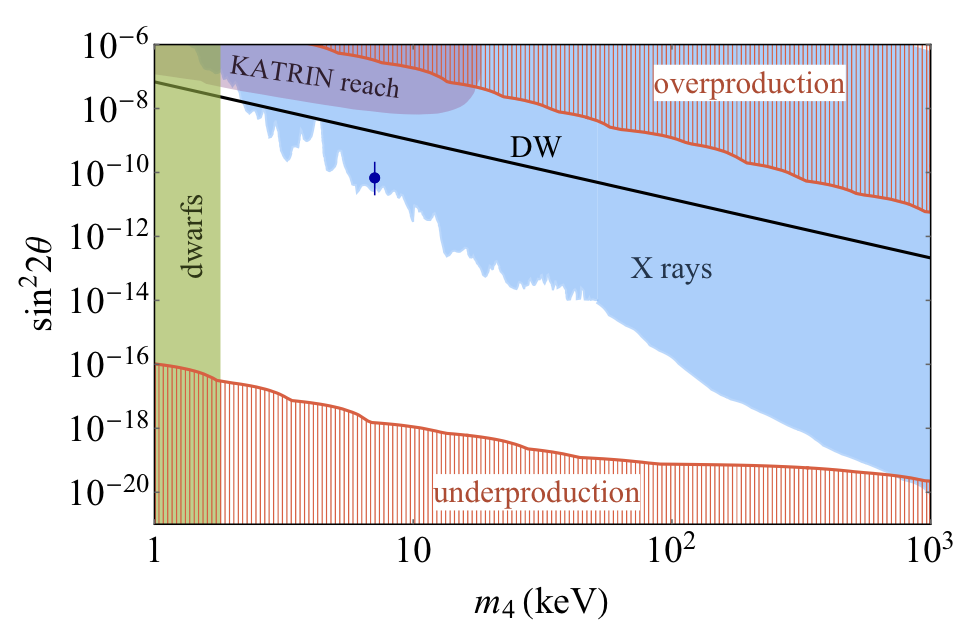 10⁻⁶
10⁻⁸
10⁻¹⁰
10⁻¹²
10⁻¹⁴
10⁻¹⁶
10⁻¹⁸
10⁻²⁰
sin²2θ
KATRIN reach
overproduction
DW
dwarfs
X rays
underproduction
1
10
10²
10³
m₄ (keV)